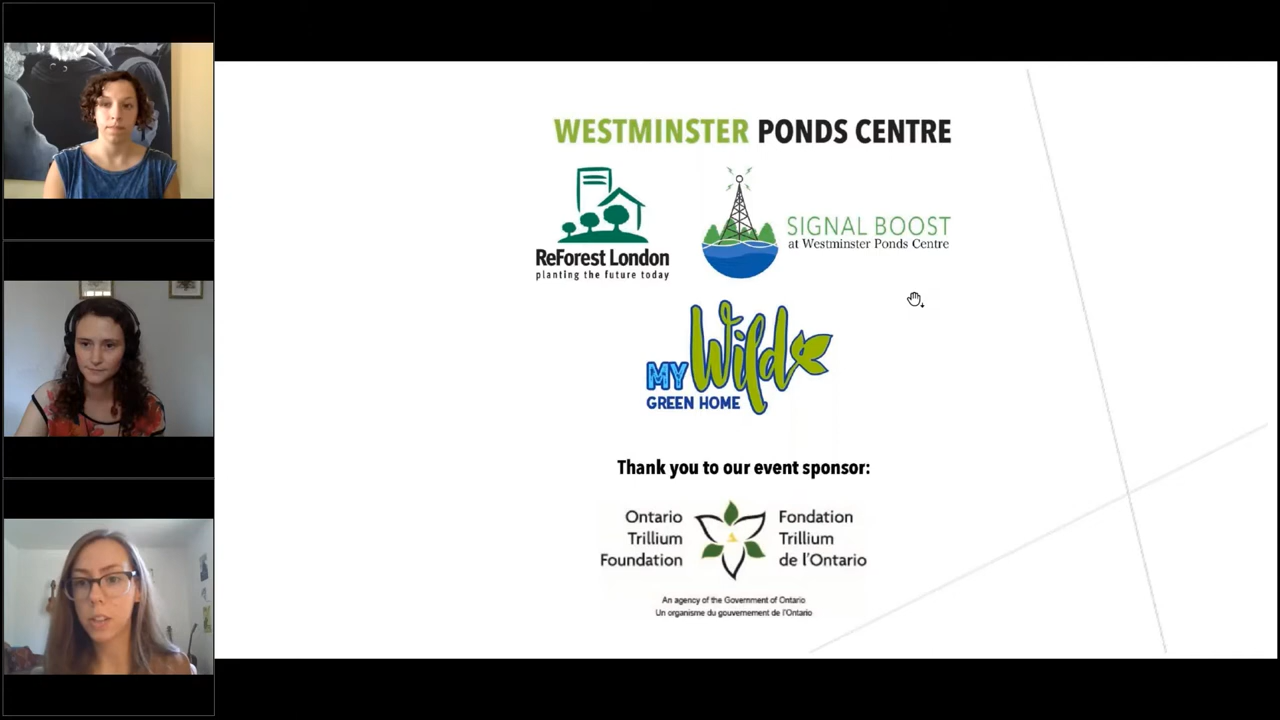 WESTMINSTER PONDS CENTRE
ReForest London
planting the future today
SIGNAL BOOST
at Westminster Ponds Centre
MY Wild
GREEN HOME
Thank you to our event sponsor:
Ontario
Trillium
Foundation
Fondation
Trillium
de l'Ontario
An agency of the Government of Ontario
Un organisme du gouvernement de l'Ontario